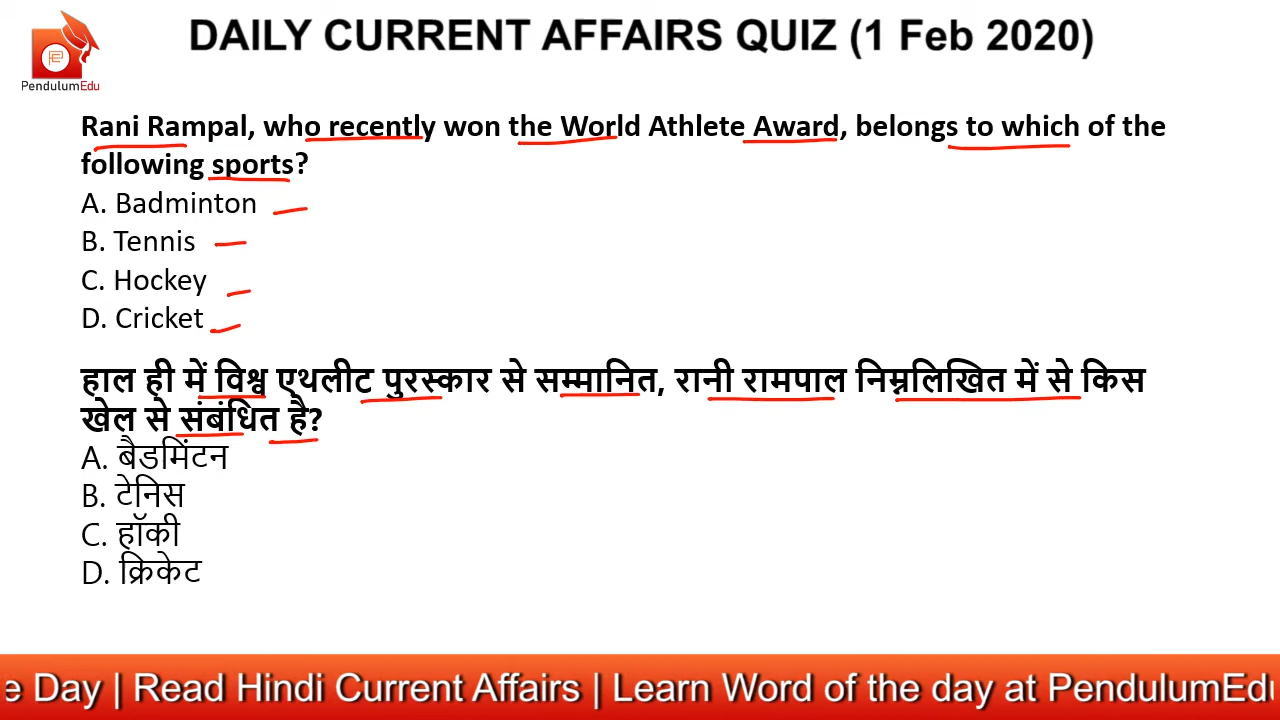 DAILY CURRENT AFFAIRS QUIZ (1 Feb 2020)
PendulumEdu
Rani Rampal, who recently won the World Athlete Award, belongs to which of the
following sports?
A. Badminton
B. Tennis
C. Hockey
D. Cricket
हाल ही में विश्व एथलीट पुरस्कार से सम्मानित, रानी रामपाल निम्नलिखित में से किस
खेल से संबंधित है?
A. बैडमिंटन
B. टेनिस
C. हॉकी
D. क्रिकेट
e Day | Read Hindi Current Affairs | Learn Word of the day at PendulumEdu